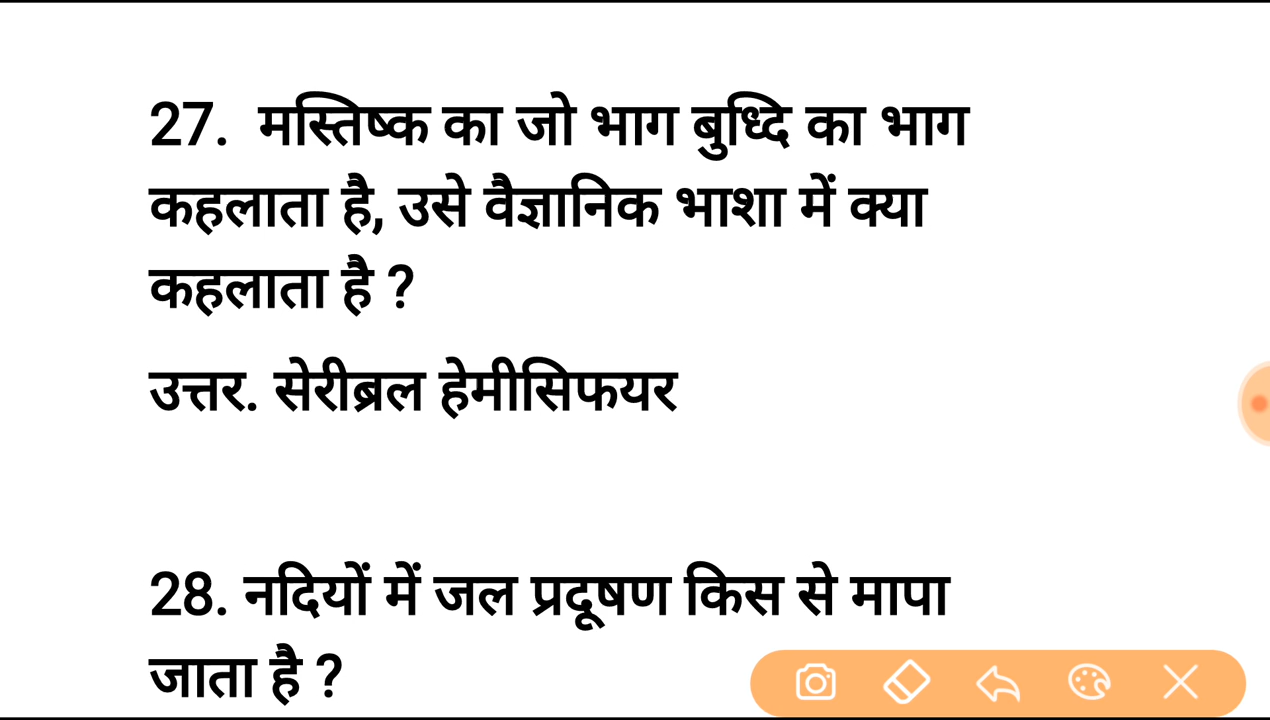 27. मस्तिष्क का जो भाग बुध्दि का भाग
कहलाता है, उसे वैज्ञानिक भाशा में क्या
कहलाता है ?
उत्तर. सेरीब्रल हेमीसिफयर
28. नदियों में जल प्रदूषण किस से मापा
जाता है ?